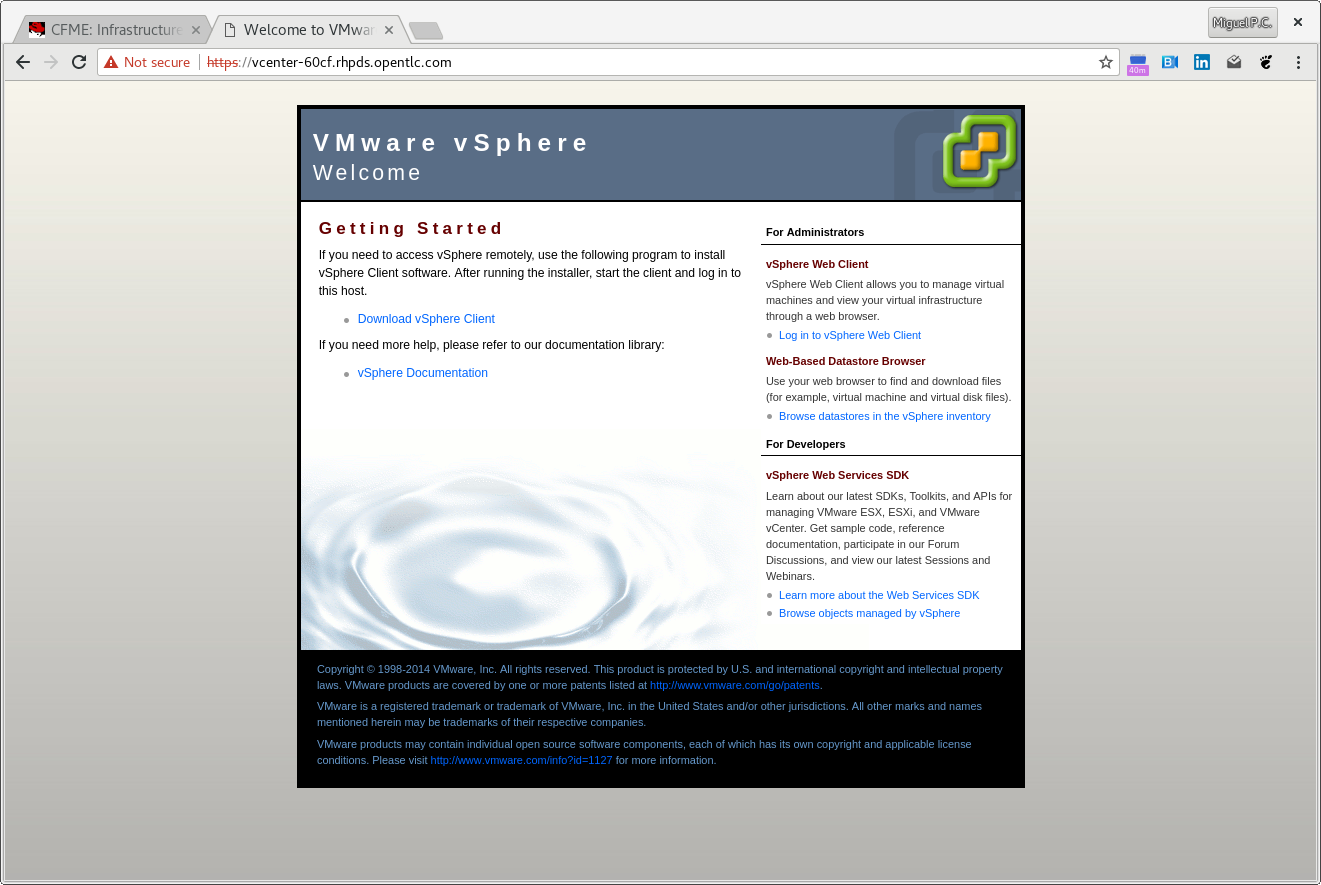 CFME: Infrastructure
Welcome to VMwar
Miguel P.C.
Not secure
https://vcenter-60cf.rhpds.opentlc.com
40m
VMware vSphere
Welcome
Getting Started
If you need to access vSphere remotely, use the following program to install
vSphere Client software. After running the installer, start the client and log in to
this host.
Download vSphere Client
If you need more help, please refer to our documentation library:
vSphere Documentation
For Administrators
vSphere Web Client
vSphere Web Client allows you to manage virtual
machines and view your virtual infrastructure
through a web browser.
Log in to vSphere Web Client
Web-Based Datastore Browser
Use your web browser to find and download files
(for example, virtual machine and virtual disk files).
Browse datastores in the vSphere inventory
For Developers
vSphere Web Services SDK
Learn about our latest SDKs, Toolkits, and APIs for
managing VMware ESX, ESXi, and VMware
vCenter. Get sample code, reference
documentation, participate in our Forum
Discussions, and view our latest Sessions and
Webinars.
Learn more about the Web Services SDK
Browse objects managed by vSphere
Copyright © 1998-2014 VMware, Inc. All rights reserved. This product is protected by U.S. and international copyright and intellectual property
laws. VMware products are covered by one or more patents listed at http://www.vmware.com/go/patents.
VMware is a registered trademark or trademark of VMware, Inc. in the United States and/or other jurisdictions. All other marks and names
mentioned herein may be trademarks of their respective companies.
VMware products may contain individual open source software components, each of which has its own copyright and applicable license
conditions. Please visit http://www.vmware.com/info?id=1127 for more information.